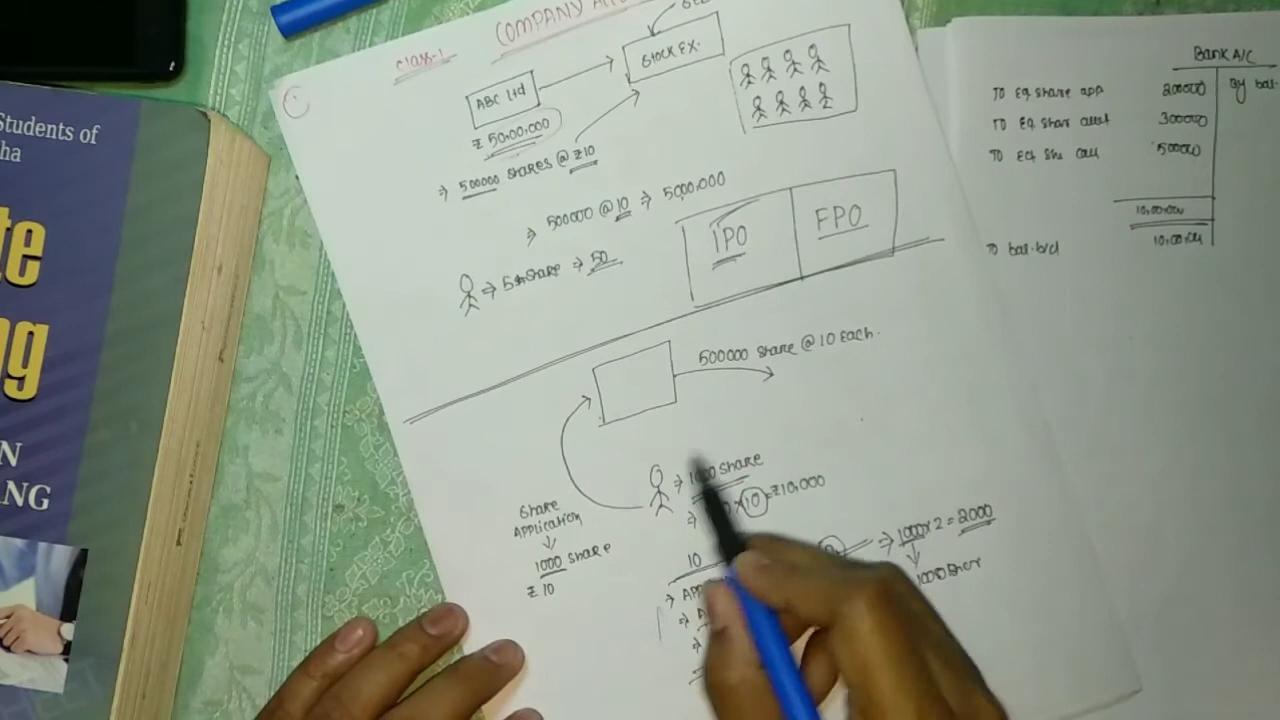 Students of
ha
te
ng
N
NG
Class-1
COMPANY
ABC Ltd
Stock EX.
₹ 50,00,000
⇒ 500000 shares @ ₹10
⇒ 500000 @ 10 ⇒ 5000,000
⇒ share ⇒ 50
IPO
FPO
500000 Share @ 10 Each.
Share
Application
1000 share
₹ 10
⇒ 1000 share
⇒ × 10 = ₹10,000
10
⇒ 1000 × 2 = 2000
1000
Bank A/C
To Eq share app 200000 By bal.
To Eq share allot 300000
To Eq She call 500000
10,00,000
To bal. b/d 10,00,000